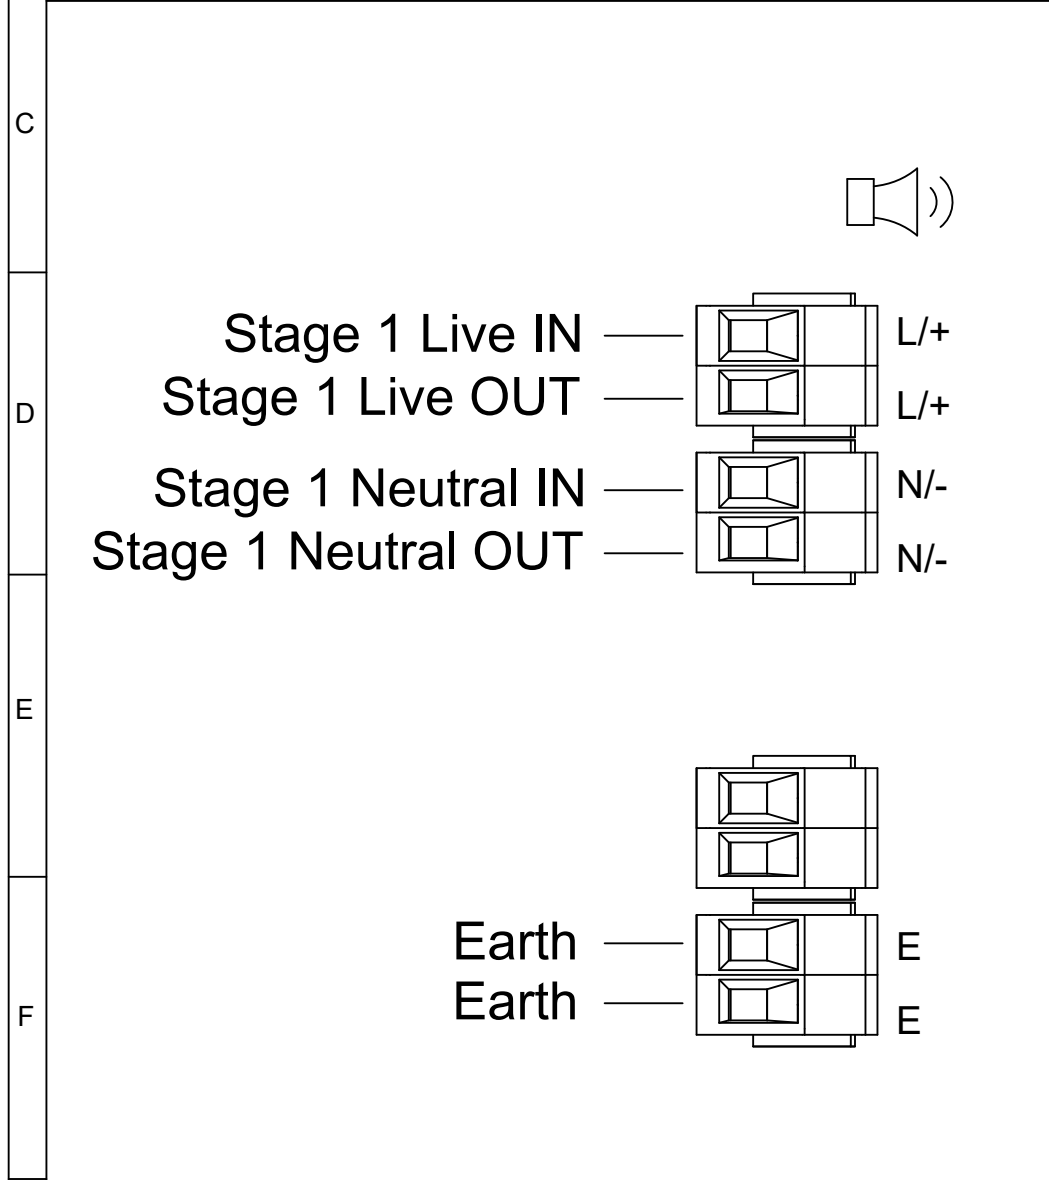 C
Stage 1 Live IN L/+
Stage 1 Live OUT L/+
D
Stage 1 Neutral IN N/-
Stage 1 Neutral OUT N/-
E
Earth E
Earth E
F